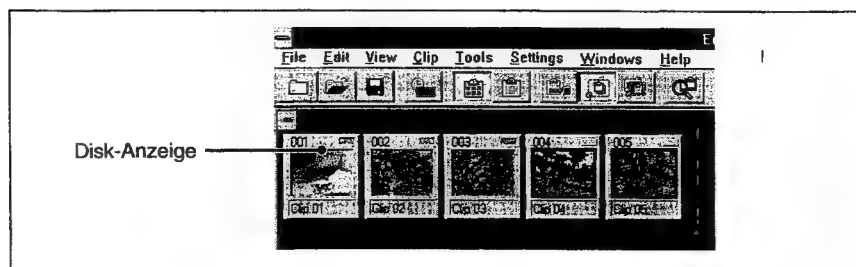 E
File Edit View Clip Tools Settings Windows Help
001 002 003 004 005
Disk-Anzeige
Clip 01 Clip 02 Clip 03 Clip 04 Clip 05